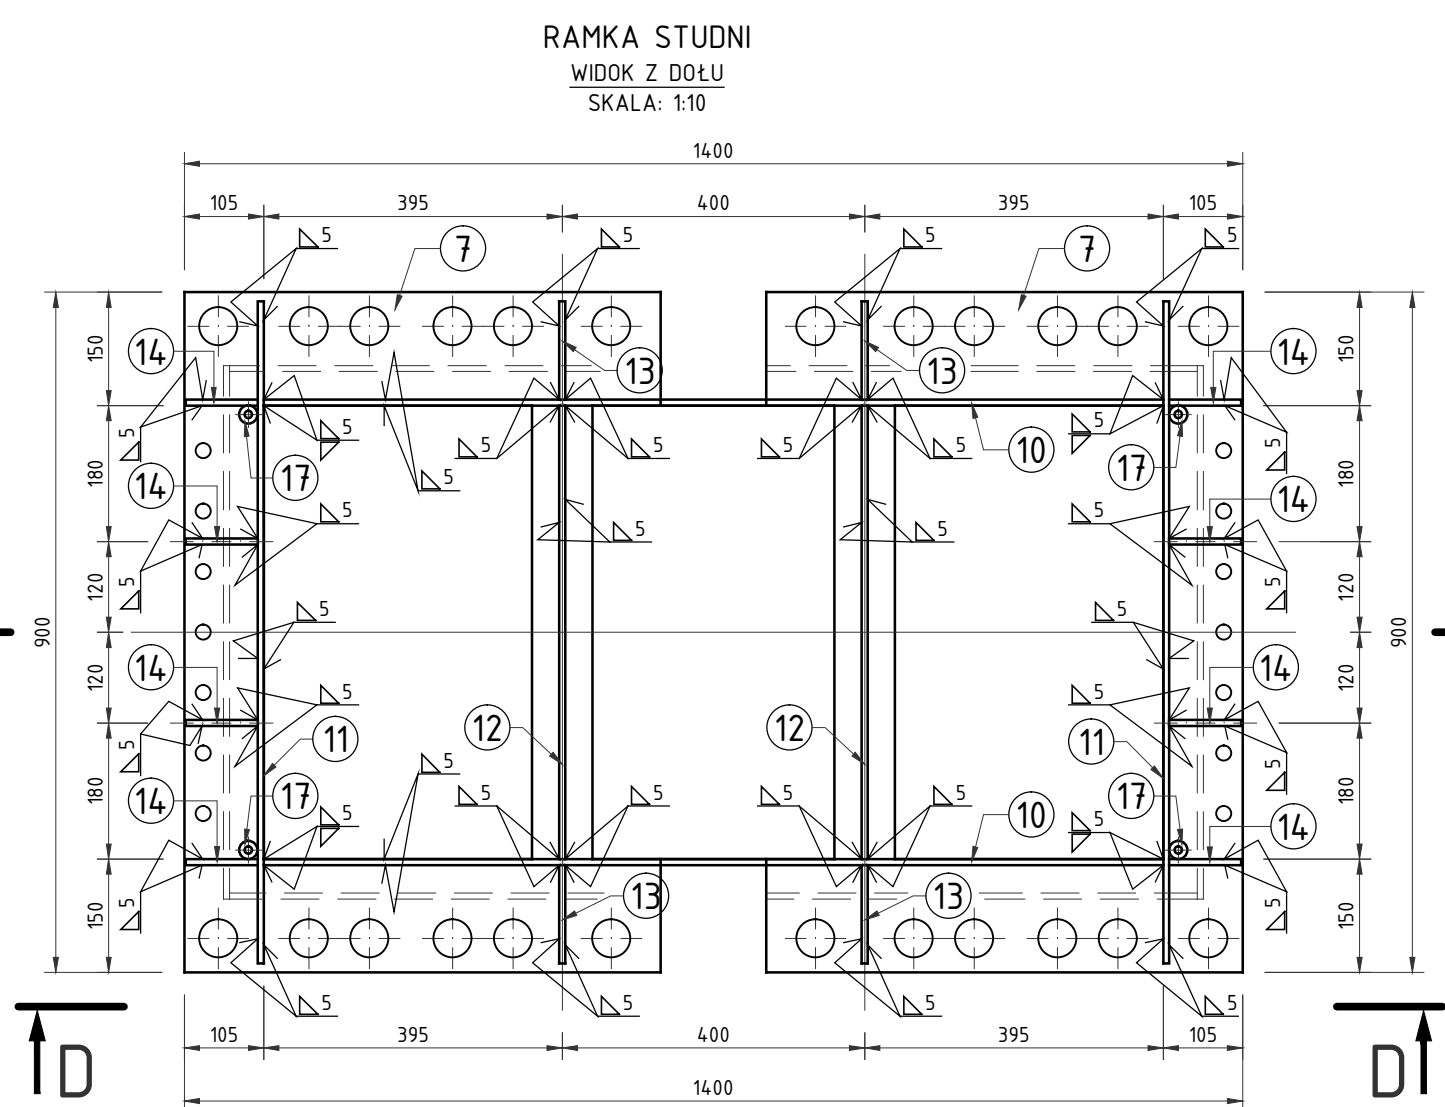 RAMKA STUDNI
WIDOK Z DOŁU
SKALA: 1:10
1400
105 395 400 395 105
5 5 5 5
7 7
150 150
14 13 13 14
5 5 5 5 5 5 5 5
10
180 17 5 17 180
14 14
5 5 5 5
120 5 5 120
900 5 5 900
120 14 14 120
5 5
11 12 12 11
5 5 5
180 17 17 180
14 5 5 5 5 5 5 10 14
13 13
150 5 5 150
5 5 5 5
105 395 400 395 105
D D
1400